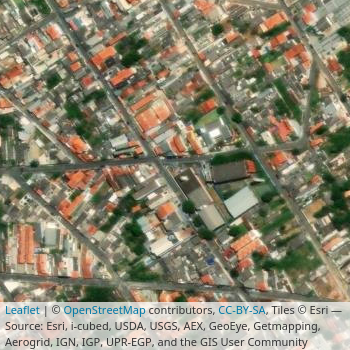 Leaflet | © OpenStreetMap contributors, CC-BY-SA, Tiles © Esri —
Source: Esri, i-cubed, USDA, USGS, AEX, GeoEye, Getmapping,
Aerogrid, IGN, IGP, UPR-EGP, and the GIS User Community